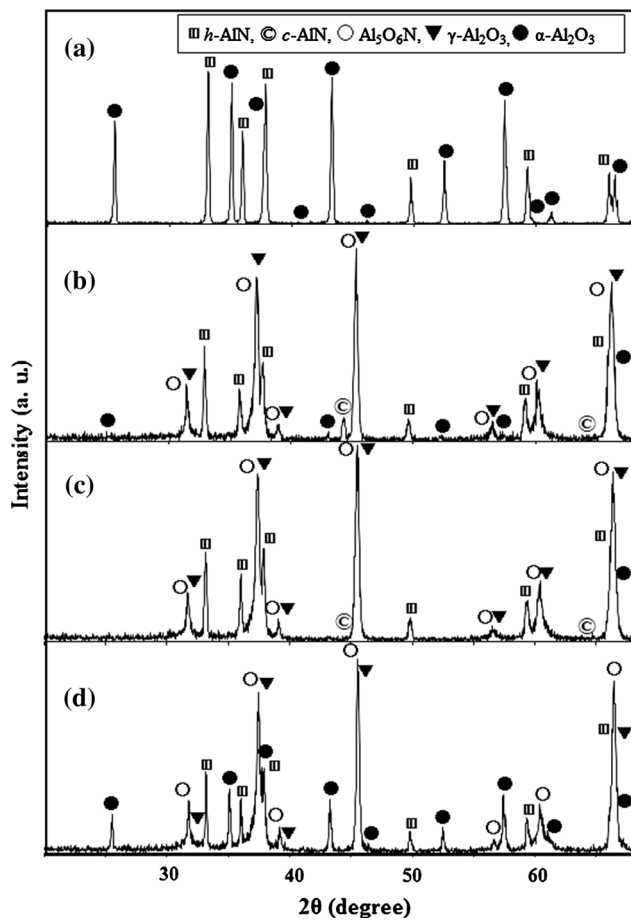 (a)
h-AlN, © c-AlN, Al₅O₆N, γ-Al₂O₃, α-Al₂O₃
(b)
©
©
(c)
©
©
(d)
Intensity (a. u.)
30 40 50 60
2θ (degree)